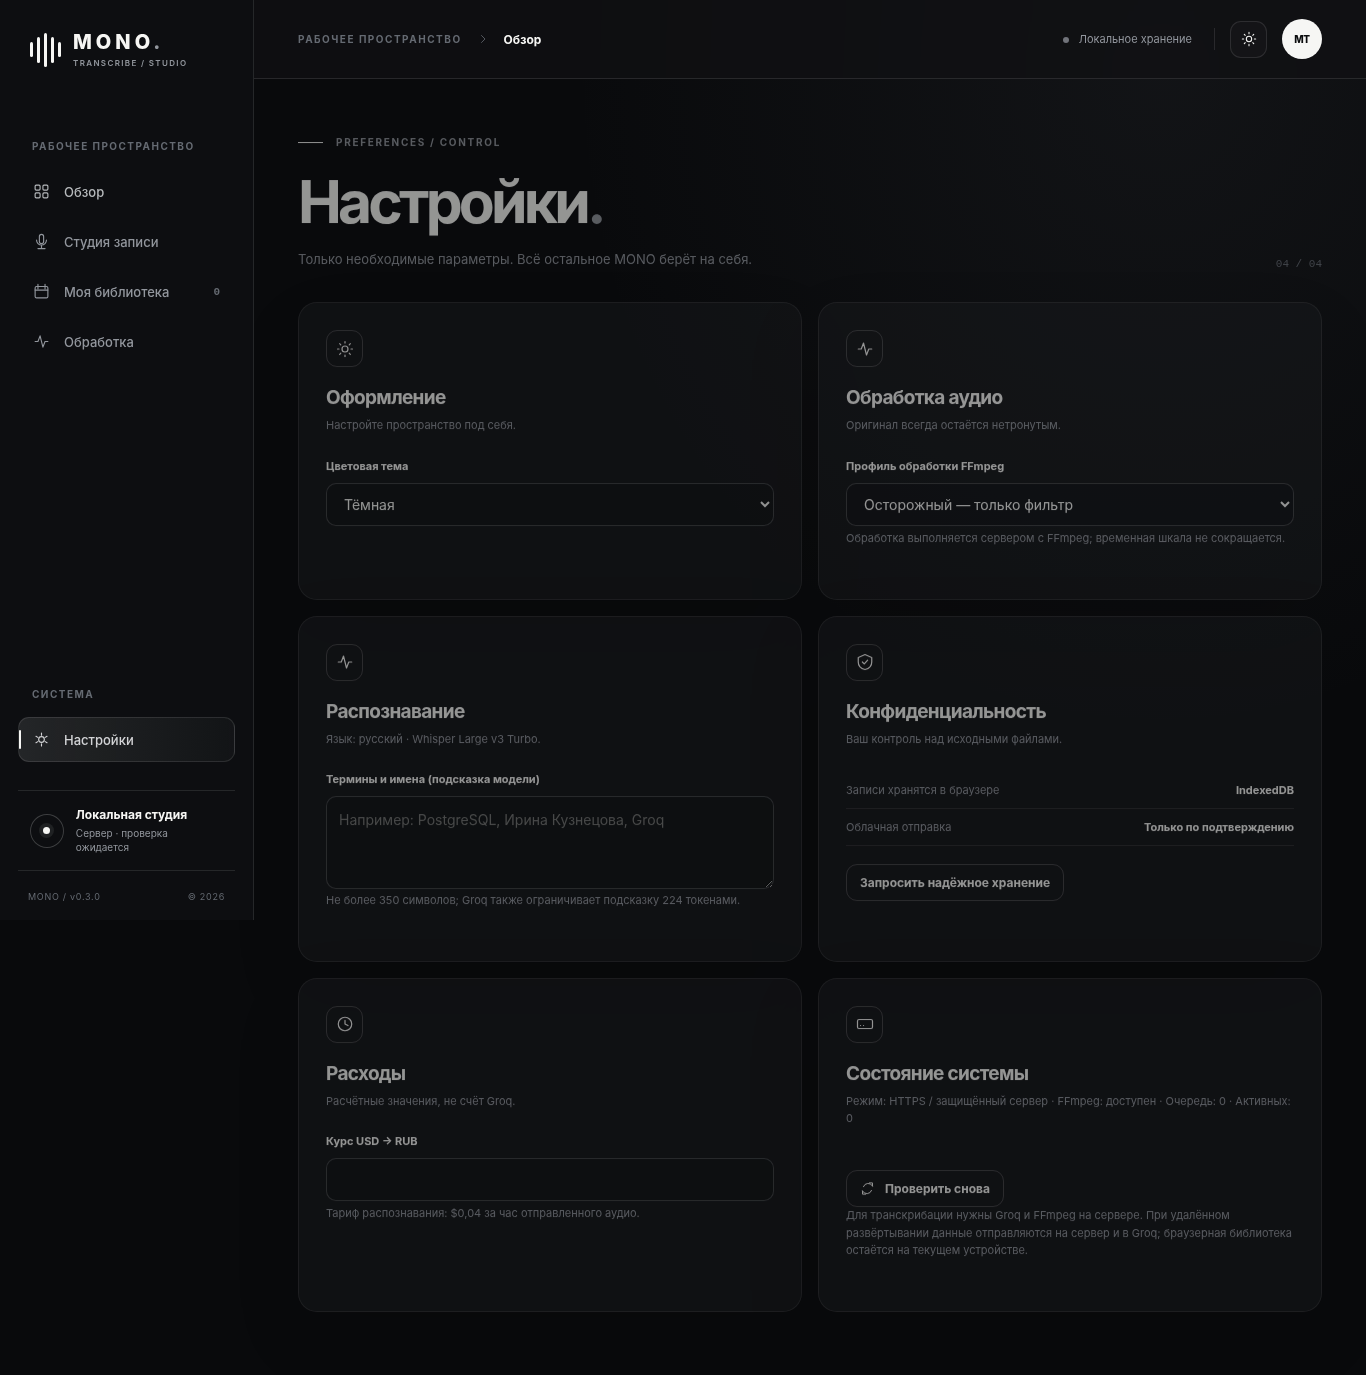 MONO.
TRANSCRIBE / STUDIO
РАБОЧЕЕ ПРОСТРАНСТВО
Обзор
Студия записи
Моя библиотека 0
Обработка
СИСТЕМА
Настройки
Локальная студия
Сервер · проверка
ожидается
MONO / v0.3.0 © 2026
РАБОЧЕЕ ПРОСТРАНСТВО Обзор
Локальное хранение
MT
PREFERENCES / CONTROL
Настройки.
Только необходимые параметры. Всё остальное MONO берёт на себя.
04 / 04
Оформление
Настройте пространство под себя.
Цветовая тема
Тёмная
Обработка аудио
Оригинал всегда остаётся нетронутым.
Профиль обработки FFmpeg
Осторожный — только фильтр
Обработка выполняется сервером с FFmpeg; временная шкала не сокращается.
Распознавание
Язык: русский · Whisper Large v3 Turbo.
Термины и имена (подсказка модели)
Например: PostgreSQL, Ирина Кузнецова, Groq
Не более 350 символов; Groq также ограничивает подсказку 224 токенами.
Конфиденциальность
Ваш контроль над исходными файлами.
Записи хранятся в браузере IndexedDB
Облачная отправка Только по подтверждению
Запросить надёжное хранение
Расходы
Расчётные значения, не счёт Groq.
Курс USD → RUB
Тариф распознавания: $0,04 за час отправленного аудио.
Состояние системы
Режим: HTTPS / защищённый сервер · FFmpeg: доступен · Очередь: 0 · Активных:
0
Проверить снова
Для транскрибации нужны Groq и FFmpeg на сервере. При удалённом
развёртывании данные отправляются на сервер и в Groq; браузерная библиотека
остаётся на текущем устройстве.